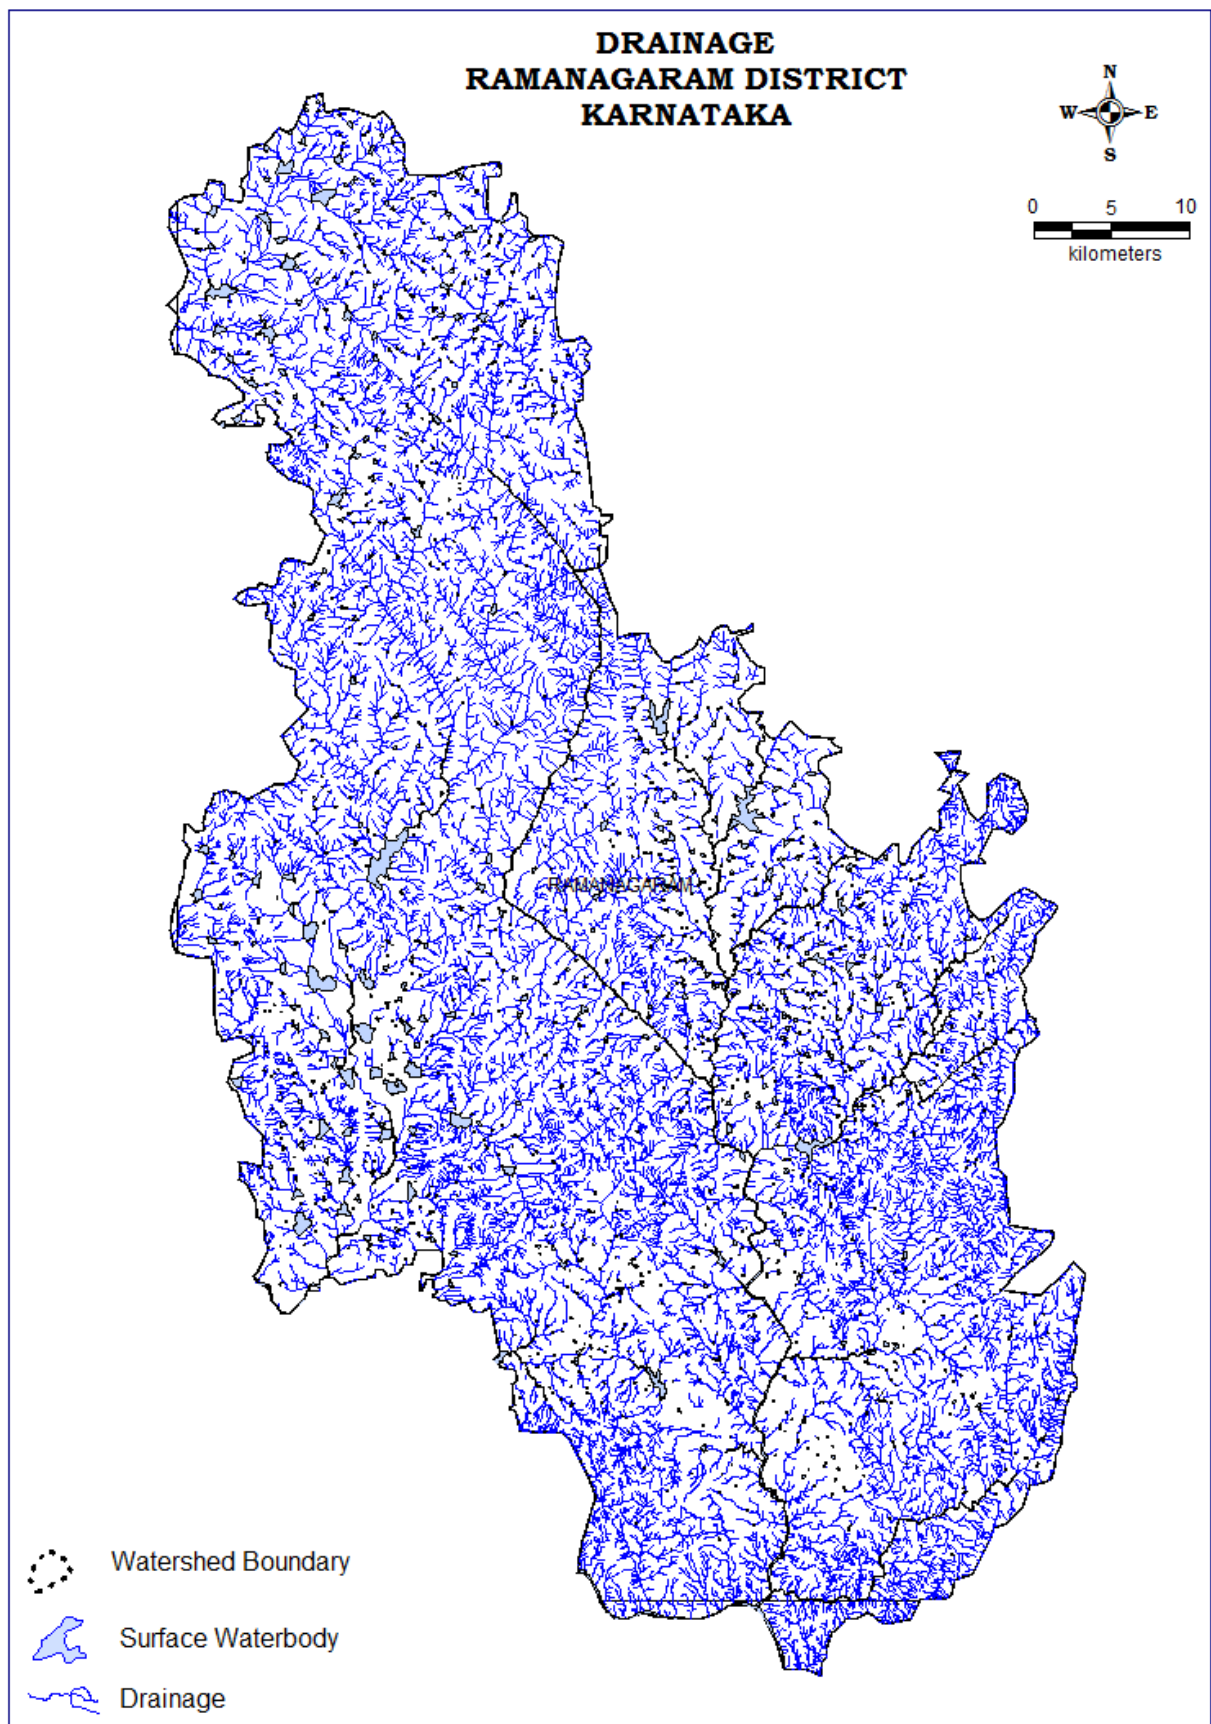 DRAINAGE
RAMANAGARAM DISTRICT
KARNATAKA
N
W E
S
0 5 10
kilometers
RAMANAGARAM
Watershed Boundary
Surface Waterbody
Drainage